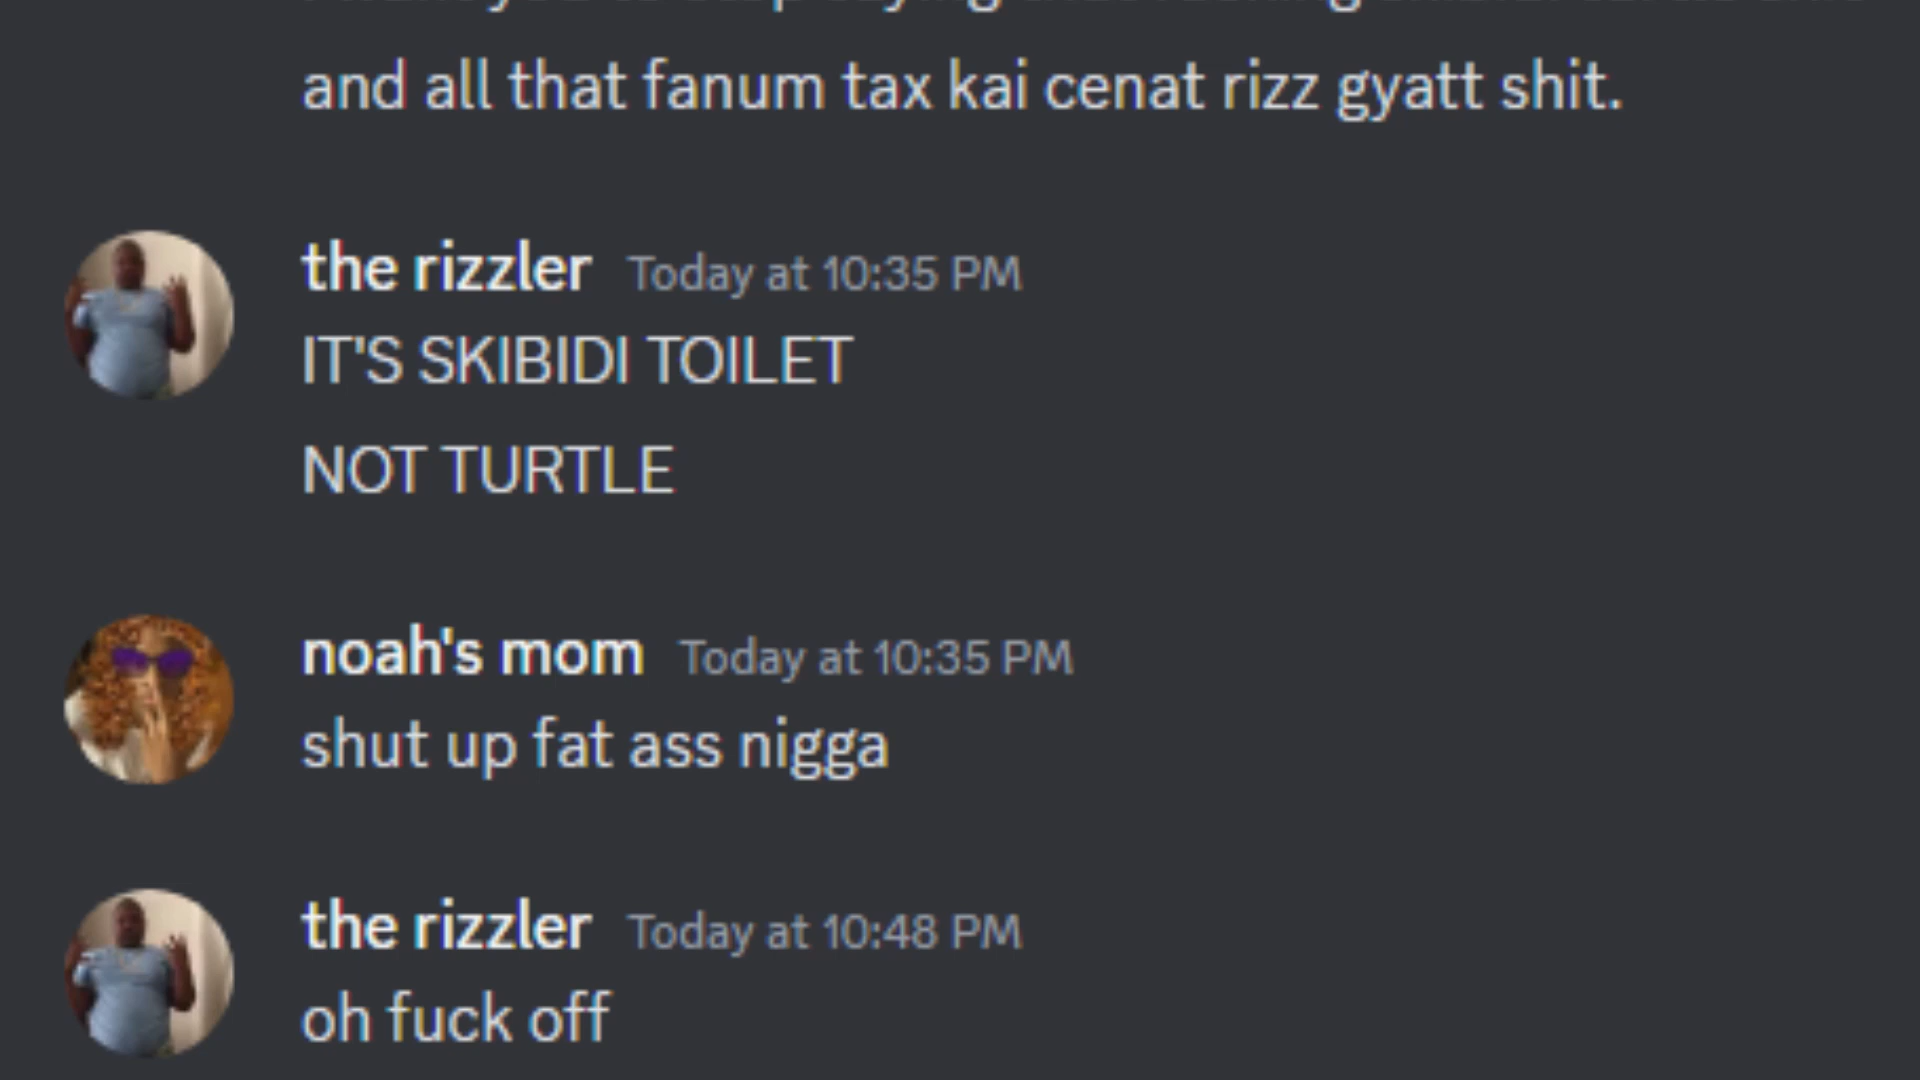 and all that fanum tax kai cenat rizz gyatt shit.
the rizzler Today at 10:35 PM
IT'S SKIBIDI TOILET
NOT TURTLE
noah's mom Today at 10:35 PM
shut up fat ass nigga
the rizzler Today at 10:48 PM
oh fuck off